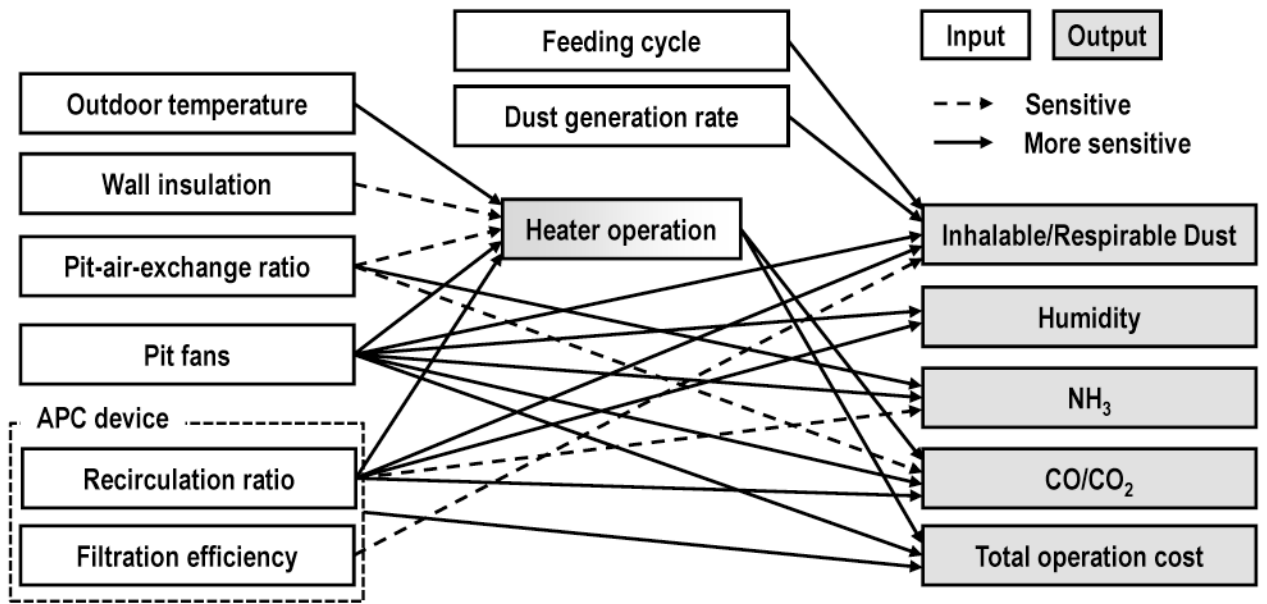 Feeding cycle
Input
Output
Outdoor temperature
Dust generation rate
Sensitive
More sensitive
Wall insulation
Heater operation
Inhalable/Respirable Dust
Pit-air-exchange ratio
Humidity
Pit fans
NH₃
APC device
Recirculation ratio
CO/CO₂
Filtration efficiency
Total operation cost